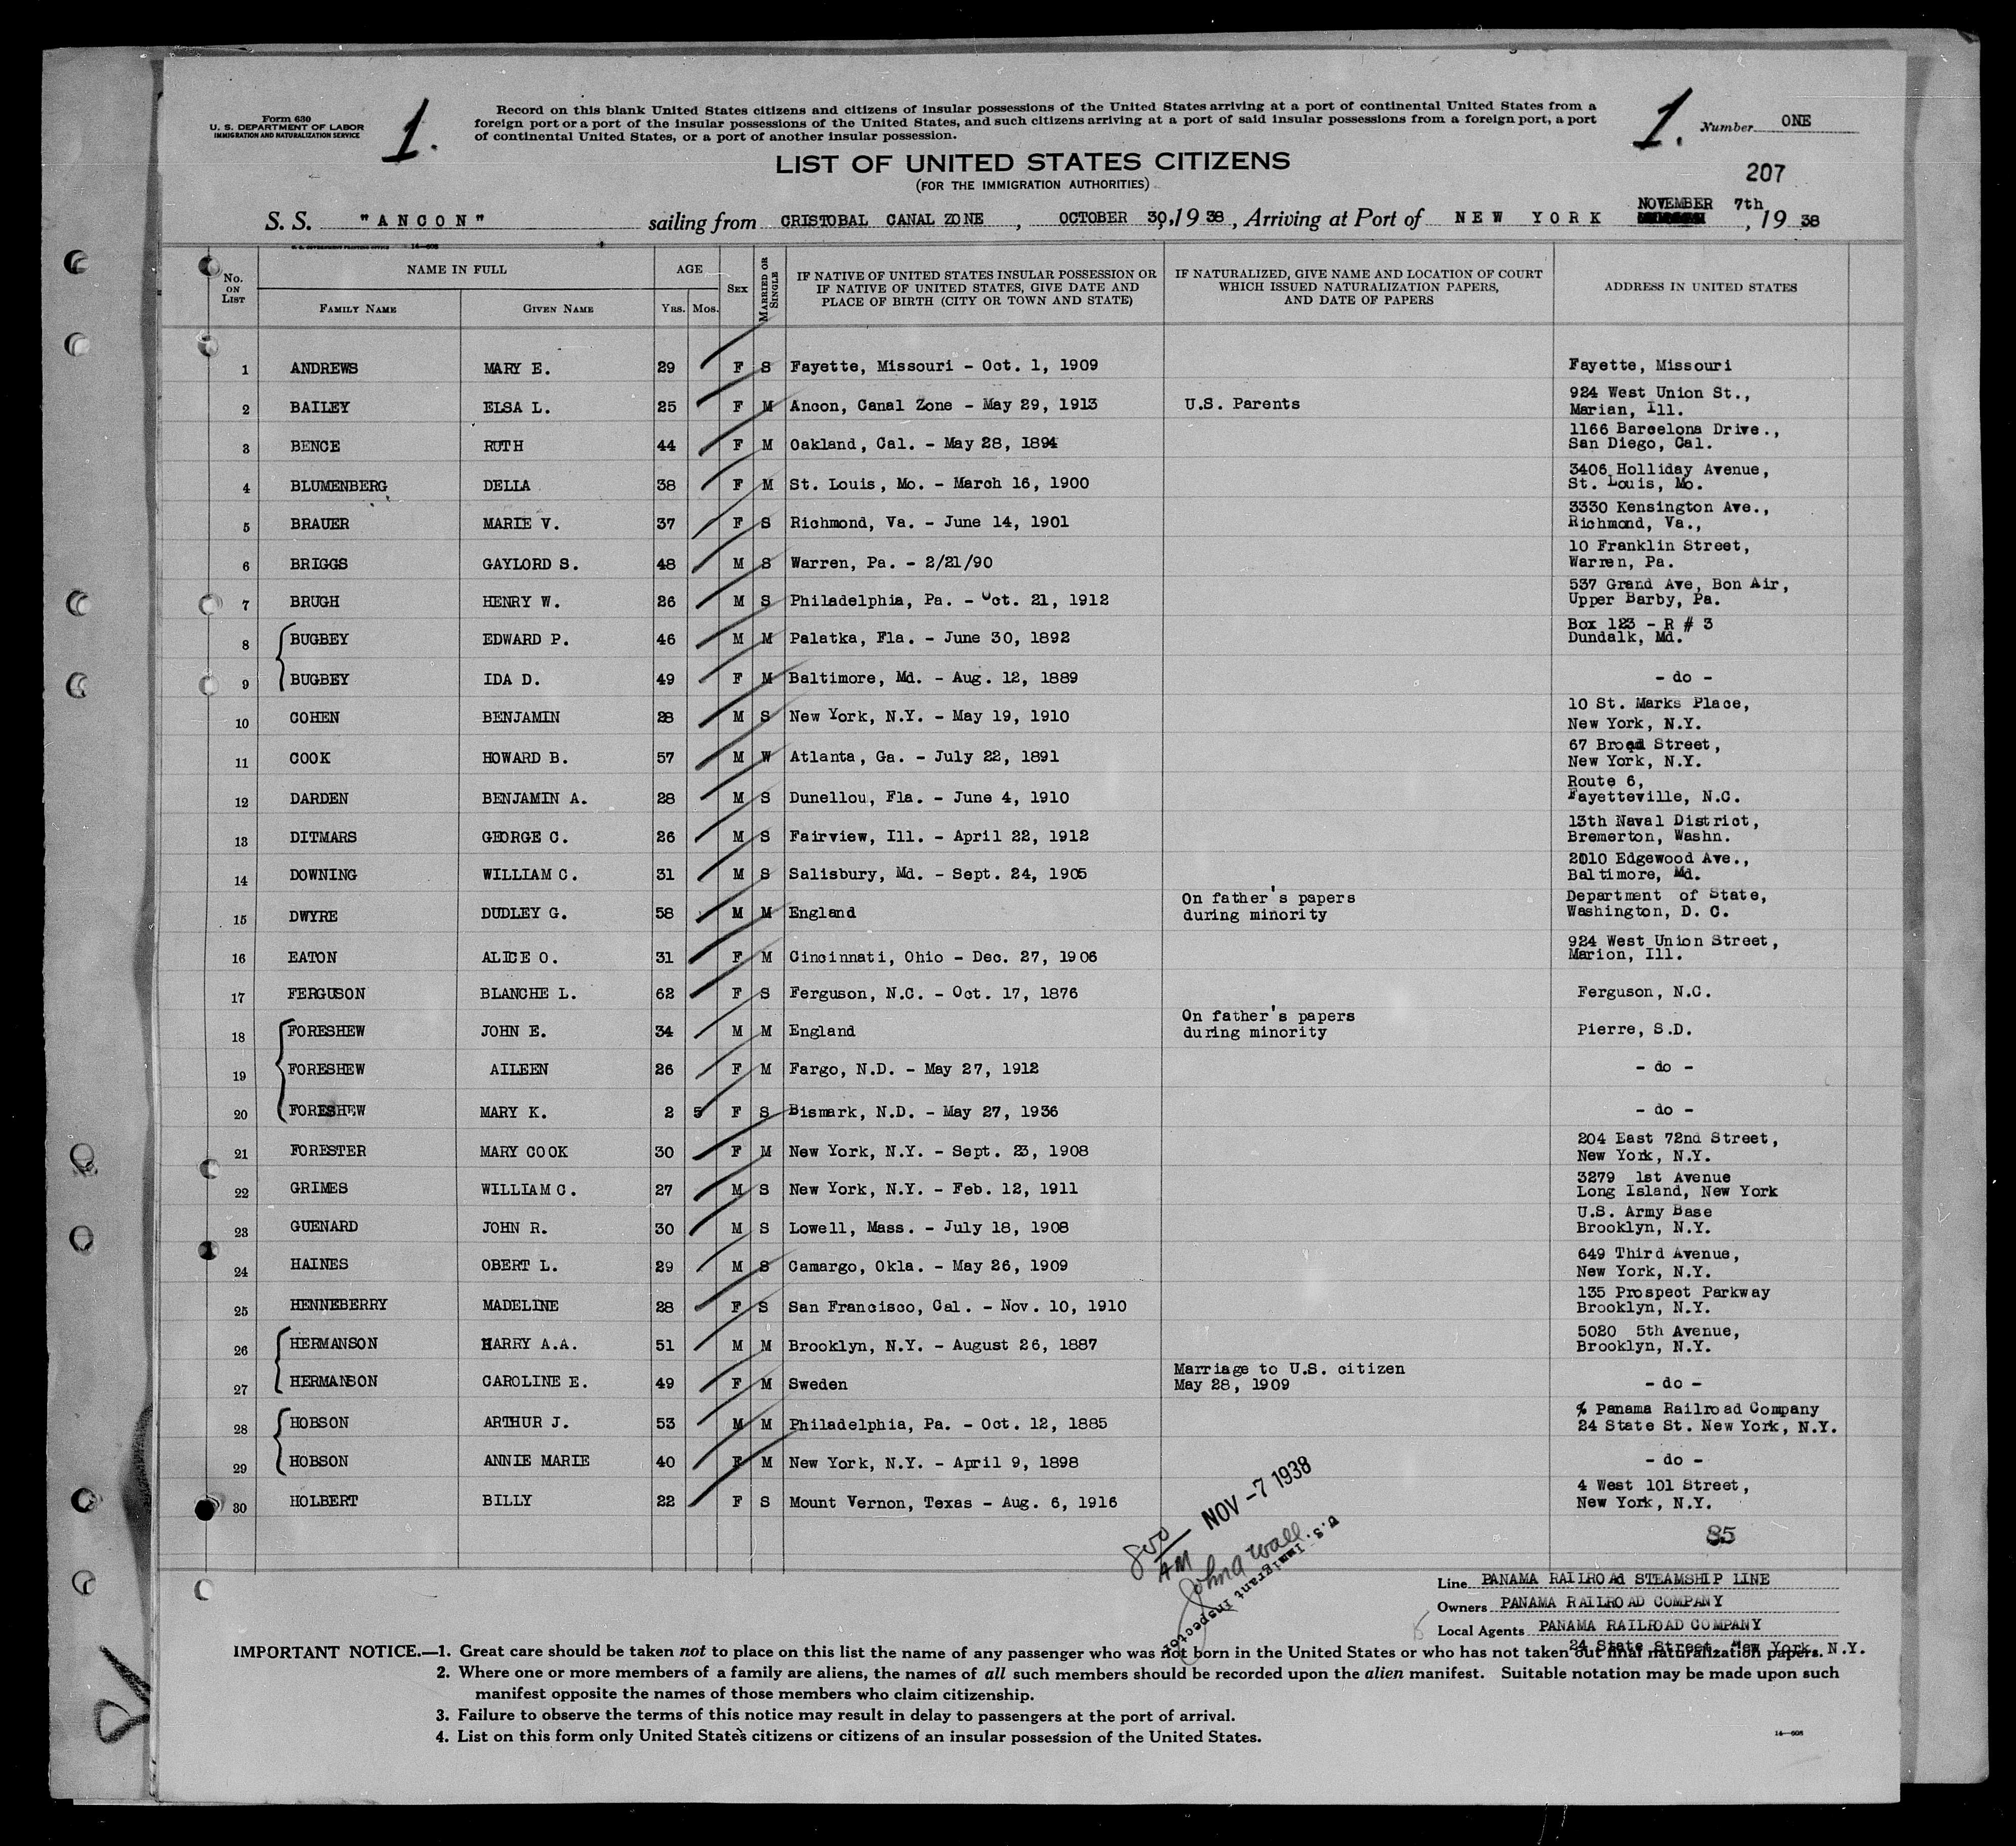 Form 630
U. S. DEPARTMENT OF LABOR
IMMIGRATION AND NATURALIZATION SERVICE
1.
Record on this blank United States citizens and citizens of insular possessions of the United States arriving at a port of continental United States from a
foreign port or a port of the insular possessions of the United States, and such citizens arriving at a port of said insular possessions from a foreign port, a port
of continental United States, or a port of another insular possession.
1.
Number ONE
LIST OF UNITED STATES CITIZENS
(FOR THE IMMIGRATION AUTHORITIES)
207
S. S. "ANCON" sailing from CRISTOBAL CANAL ZONE, OCTOBER 30, 1938, Arriving at Port of NEW YORK NOVEMBER 7th, 1938
No. ON LIST NAME IN FULL AGE SEX MARRIED OR SINGLE IF NATIVE OF UNITED STATES INSULAR POSSESSION OR IF NATIVE OF UNITED STATES, GIVE DATE AND PLACE OF BIRTH (CITY OR TOWN AND STATE) IF NATURALIZED, GIVE NAME AND LOCATION OF COURT WHICH ISSUED NATURALIZATION PAPERS, AND DATE OF PAPERS ADDRESS IN UNITED STATES
FAMILY NAME GIVEN NAME YRS. MOS.
1 ANDREWS MARY E. 29 F S Fayette, Missouri - Oct. 1, 1909 Fayette, Missouri
2 BAILEY ELSA L. 25 F M Ancon, Canal Zone - May 29, 1913 U.S. Parents 924 West Union St., Marian, Ill.
3 BENCE RUTH 44 F M Oakland, Cal. - May 28, 1894 1166 Barcelona Drive., San Diego, Cal.
4 BLUMENBERG DELLA 38 F M St. Louis, Mo. - March 16, 1900 3406 Holliday Avenue, St. Louis, Mo.
5 BRAUER MARIE V. 37 F S Richmond, Va. - June 14, 1901 3330 Kensington Ave., Richmond, Va.,
6 BRIGGS GAYLORD S. 48 M S Warren, Pa. - 2/21/90 10 Franklin Street, Warren, Pa.
7 BRUGH HENRY W. 26 M S Philadelphia, Pa. - Oct. 21, 1912 537 Grand Ave, Bon Air, Upper Barby, Pa.
8 BUGBEY EDWARD P. 46 M M Palatka, Fla. - June 30, 1892 Box 123 - R # 3 Dundalk, Md.
9 BUGBEY IDA D. 49 F M Baltimore, Md. - Aug. 12, 1889 - do -
10 COHEN BENJAMIN 28 M S New York, N.Y. - May 19, 1910 10 St. Marks Place, New York, N.Y.
11 COOK HOWARD B. 57 M W Atlanta, Ga. - July 22, 1891 67 Broad Street, New York, N.Y.
12 DARDEN BENJAMIN A. 28 M S Dunellou, Fla. - June 4, 1910 Route 6, Fayetteville, N.C.
13 DITMARS GEORGE C. 26 M S Fairview, Ill. - April 22, 1912 13th Naval District, Bremerton, Washn.
14 DOWNING WILLIAM C. 31 M S Salisbury, Md. - Sept. 24, 1905 2010 Edgewood Ave., Baltimore, Md.
15 DWYRE DUDLEY G. 58 M M England On father's papers during minority Department of State, Washington, D. C.
16 EATON ALICE O. 31 F M Cincinnati, Ohio - Dec. 27, 1906 924 West Union Street, Marion, Ill.
17 FERGUSON BLANCHE L. 62 F S Ferguson, N.C. - Oct. 17, 1876 Ferguson, N.C.
18 FORESHEW JOHN E. 34 M M England On father's papers during minority Pierre, S.D.
19 FORESHEW AILEEN 26 F M Fargo, N.D. - May 27, 1912 - do -
20 FORESHEW MARY K. 2 5 F S Bismark, N.D. - May 27, 1936 - do -
21 FORESTER MARY COOK 30 F M New York, N.Y. - Sept. 23, 1908 204 East 72nd Street, New York, N.Y.
22 GRIMES WILLIAM C. 27 M S New York, N.Y. - Feb. 12, 1911 3279 1st Avenue Long Island, New York
23 GUENARD JOHN R. 30 M S Lowell, Mass. - July 18, 1908 U.S. Army Base Brooklyn, N.Y.
24 HAINES OBERT L. 29 M S Camargo, Okla. - May 26, 1909 649 Third Avenue, New York, N.Y.
25 HENNEBERRY MADELINE 28 F S San Francisco, Cal. - Nov. 10, 1910 135 Prospect Parkway Brooklyn, N.Y.
26 HERMANSON HARRY A.A. 51 M M Brooklyn, N.Y. - August 26, 1887 5020 5th Avenue, Brooklyn, N.Y.
27 HERMANSON CAROLINE E. 49 F M Sweden Marriage to U.S. citizen May 28, 1909 - do -
28 HOBSON ARTHUR J. 53 M M Philadelphia, Pa. - Oct. 12, 1885 % Panama Railroad Company 24 State St. New York, N.Y.
29 HOBSON ANNIE MARIE 40 F M New York, N.Y. - April 9, 1898 - do -
30 HOLBERT BILLY 22 F S Mount Vernon, Texas - Aug. 6, 1916 4 West 101 Street, New York, N.Y.
85
NOV -7 1938
AM
John A Wall
U.S. Immigrant Inspector
Line PANAMA RAILROAd STEAMSHIP LINE
Owners PANAMA RAILROAD COMPANY
Local Agents PANAMA RAILROAD COMPANY
24 State Street, New York, N.Y.
IMPORTANT NOTICE.—1. Great care should be taken not to place on this list the name of any passenger who was not born in the United States or who has not taken out final naturalization papers.
2. Where one or more members of a family are aliens, the names of all such members should be recorded upon the alien manifest. Suitable notation may be made upon such
manifest opposite the names of those members who claim citizenship.
3. Failure to observe the terms of this notice may result in delay to passengers at the port of arrival.
4. List on this form only United States citizens or citizens of an insular possession of the United States.
14—608